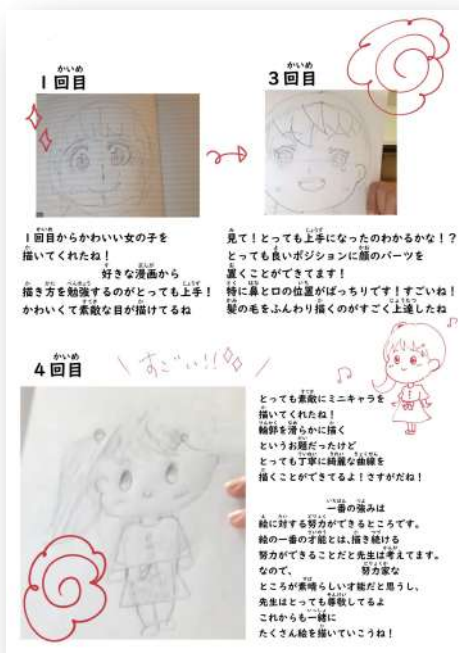 かいめ
1回目
かいめ
3回目
かいめ
1回目からかわいい女の子を
描いてくれたね！
好きな漫画から
描き方を勉強するのがとっても上手！
かわいくて素敵な目が描けてるね
見て！とっても上手になったのわかるかな！？
とっても良いポジションに顔のパーツを
置くことができてます！
特に鼻と口の位置がばっちりです！すごいね！
髪の毛をふんわり描くのがすごく上達したね
かいめ
4回目
すごい!!
とっても素敵にミニキャラを
描いてくれたね！
輪郭を滑らかに描く
というお題だったけど
とっても丁寧に綺麗な曲線を
描くことができてるよ！さすがだね！
一番の強みは
絵に対する努力ができるところです。
絵の一番の才能とは、描き続ける
努力ができることだと先生は考えてます。
なので、 努力家な
ところが素晴らしい才能だと思うし、
先生はとっても尊敬してるよ
これからも一緒に
たくさん絵を描いていこうね！